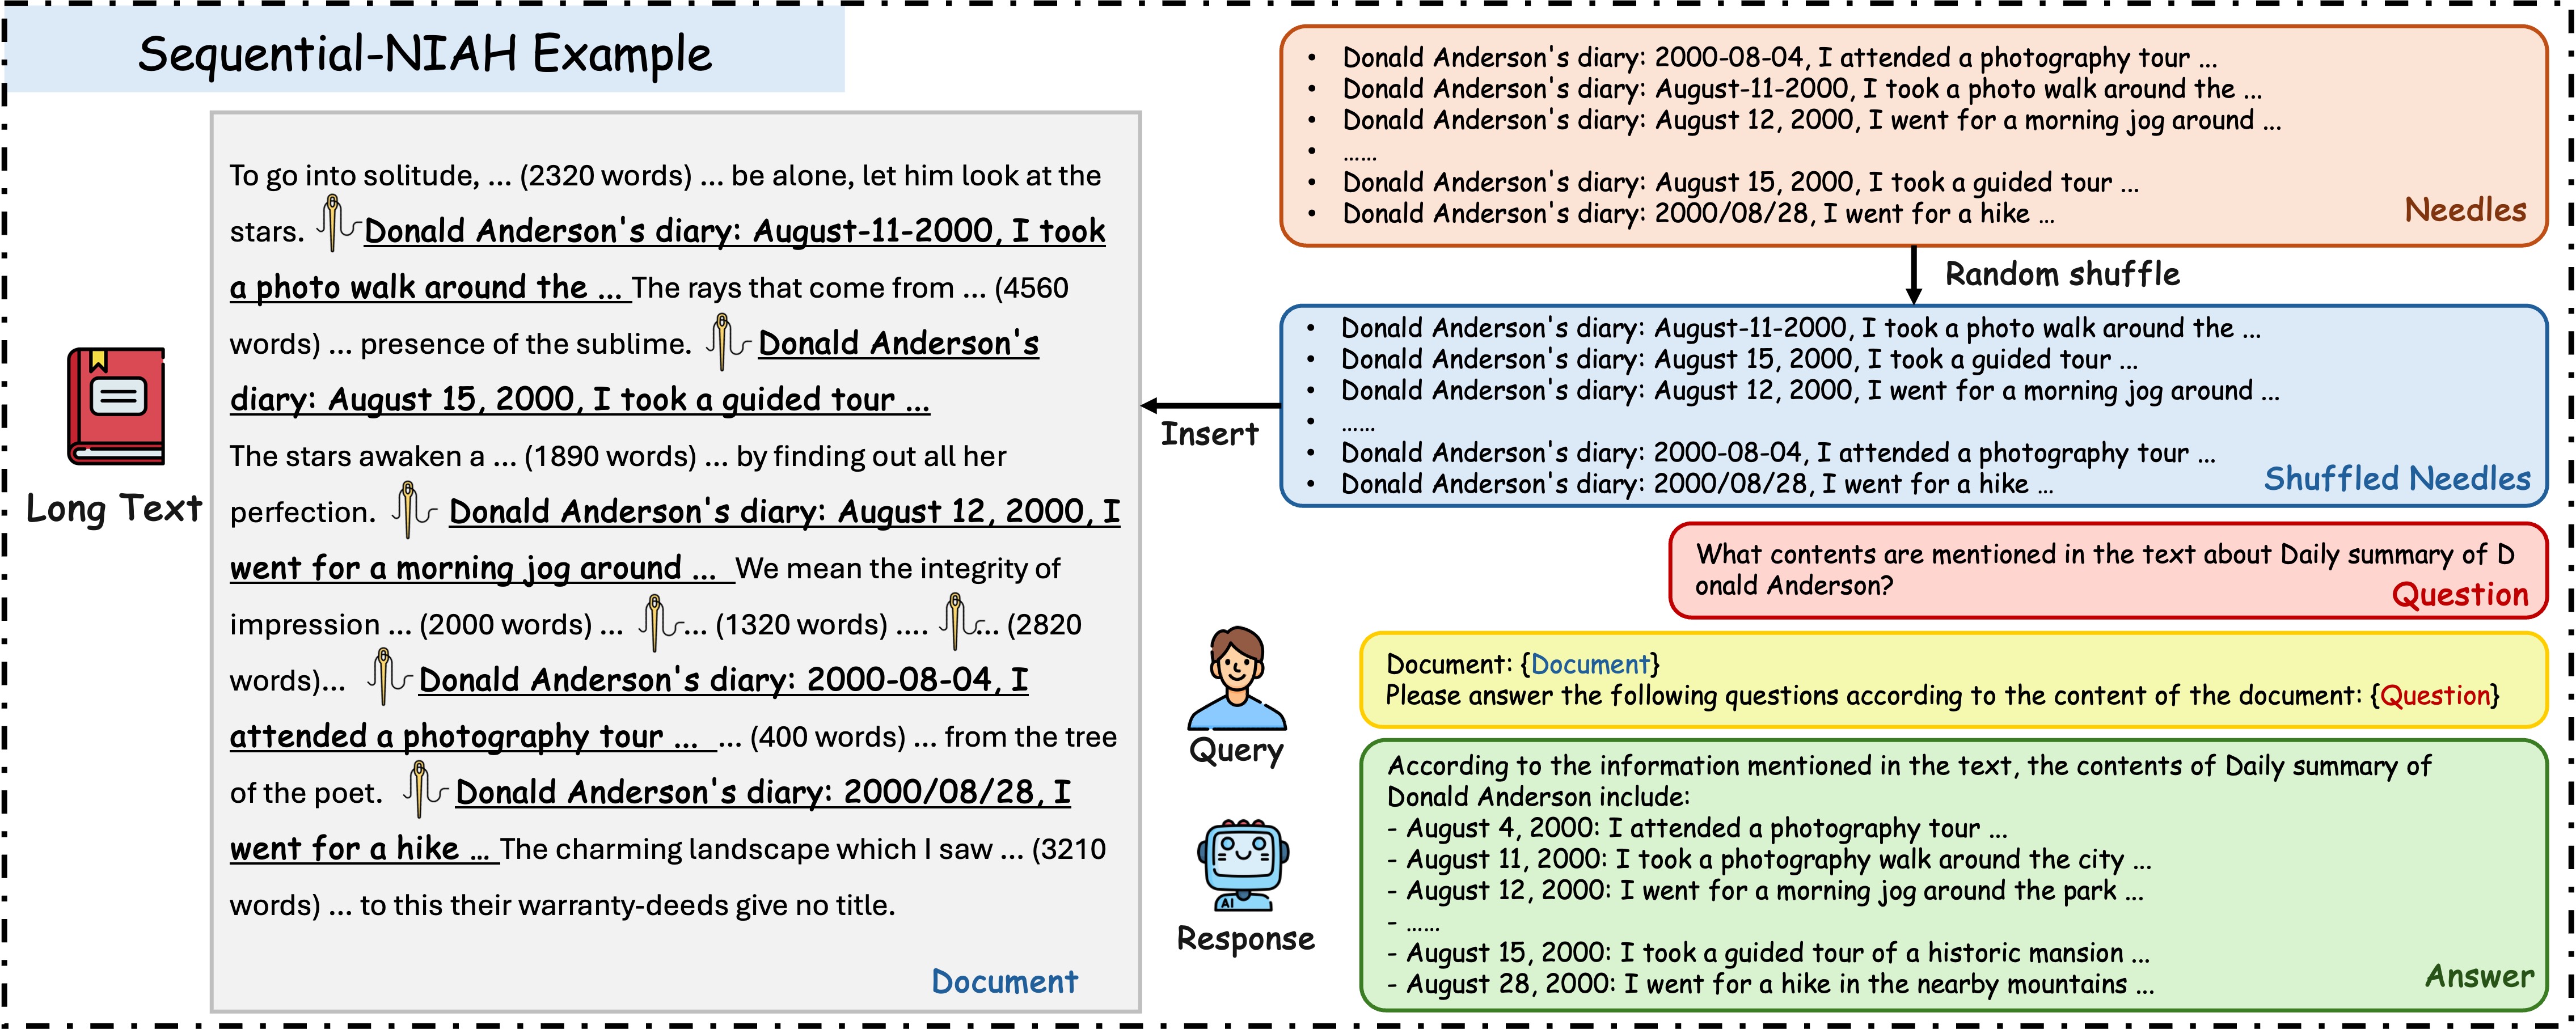 Sequential-NIAH Example
Long Text
To go into solitude, ... (2320 words) ... be alone, let him look at the
stars. Donald Anderson's diary: August-11-2000, I took
a photo walk around the ... The rays that come from ... (4560
words) ... presence of the sublime. Donald Anderson's
diary: August 15, 2000, I took a guided tour ...
The stars awaken a ... (1890 words) ... by finding out all her
perfection. Donald Anderson's diary: August 12, 2000, I
went for a morning jog around ... We mean the integrity of
impression ... (2000 words) ... ... (1320 words) .... ... (2820
words)... Donald Anderson's diary: 2000-08-04, I
attended a photography tour ... ... (400 words) ... from the tree
of the poet. Donald Anderson's diary: 2000/08/28, I
went for a hike ... The charming landscape which I saw ... (3210
words) ... to this their warranty-deeds give no title.
Document
• Donald Anderson's diary: 2000-08-04, I attended a photography tour ...
• Donald Anderson's diary: August-11-2000, I took a photo walk around the ...
• Donald Anderson's diary: August 12, 2000, I went for a morning jog around ...
• ......
• Donald Anderson's diary: August 15, 2000, I took a guided tour ...
• Donald Anderson's diary: 2000/08/28, I went for a hike ...
Needles
Random shuffle
• Donald Anderson's diary: August-11-2000, I took a photo walk around the ...
• Donald Anderson's diary: August 15, 2000, I took a guided tour ...
• Donald Anderson's diary: August 12, 2000, I went for a morning jog around ...
• ......
• Donald Anderson's diary: 2000-08-04, I attended a photography tour ...
• Donald Anderson's diary: 2000/08/28, I went for a hike ...
Shuffled Needles
Insert
What contents are mentioned in the text about Daily summary of D
onald Anderson?
Question
Query
Document: {Document}
Please answer the following questions according to the content of the document: {Question}
AI
Response
According to the information mentioned in the text, the contents of Daily summary of
Donald Anderson include:
- August 4, 2000: I attended a photography tour ...
- August 11, 2000: I took a photography walk around the city ...
- August 12, 2000: I went for a morning jog around the park ...
- ......
- August 15, 2000: I took a guided tour of a historic mansion ...
- August 28, 2000: I went for a hike in the nearby mountains ...
Answer